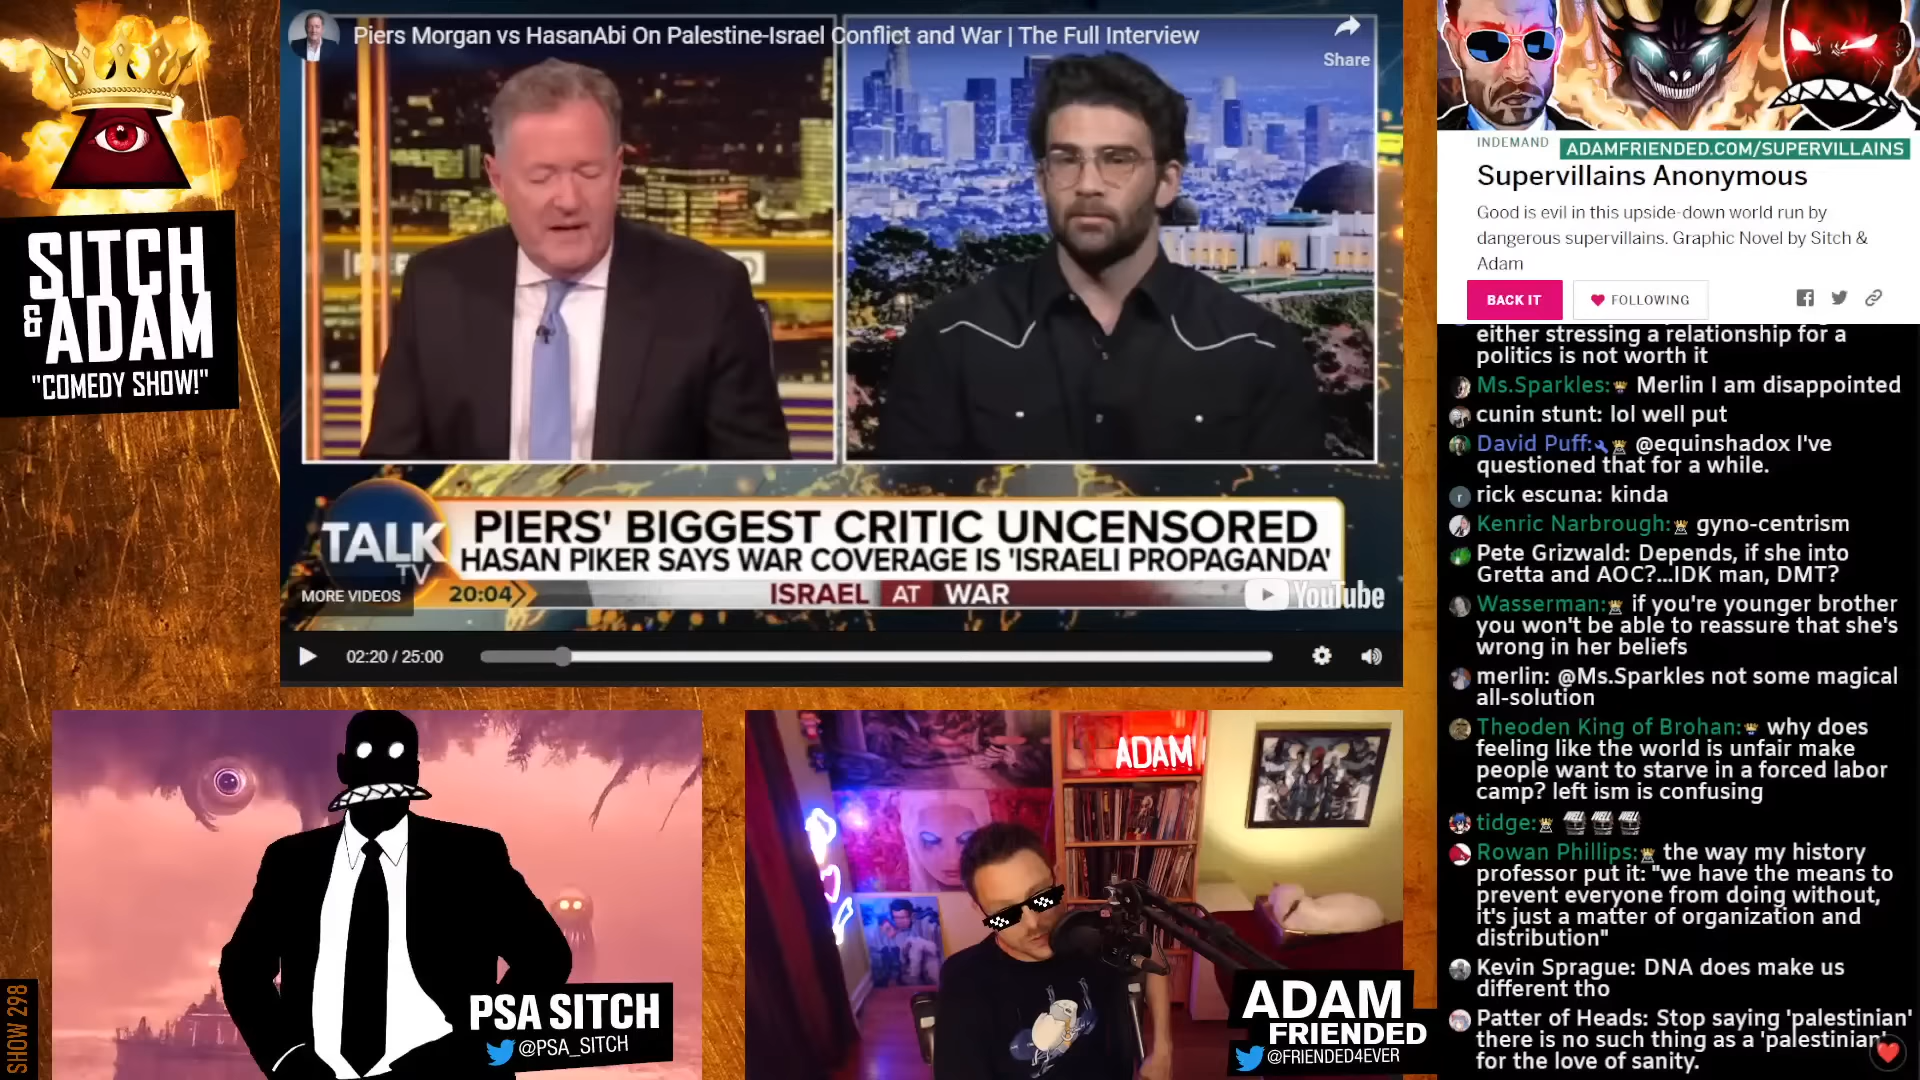 SITCH
& ADAM
"COMEDY SHOW!"
SHOW 298
Piers Morgan vs HasanAbi On Palestine-Israel Conflict and War | The Full Interview
Share
TALK
TV
PIERS' BIGGEST CRITIC UNCENSORED
HASAN PIKER SAYS WAR COVERAGE IS 'ISRAELI PROPAGANDA'
MORE VIDEOS
20:04
ISRAEL AT WAR
YouTube
02:20 / 25:00
PSA SITCH
@PSA_SITCH
ADAM
ADAM
FRIENDED
@FRIENDED4EVER
INDEMAND
ADAMFRIENDED.COM/SUPERVILLAINS
Supervillains Anonymous
Good is evil in this upside-down world run by
dangerous supervillains. Graphic Novel by Sitch &
Adam
BACK IT
FOLLOWING
either stressing a relationship for a
politics is not worth it
Ms.Sparkles: Merlin I am disappointed
cunin stunt: lol well put
David Puff: @equinshadox I've
questioned that for a while.
rick escuna: kinda
Kenric Narbrough: gyno-centrism
Pete Grizwald: Depends, if she into
Gretta and AOC?...IDK man, DMT?
Wasserman: if you're younger brother
you won't be able to reassure that she's
wrong in her beliefs
merlin: @Ms.Sparkles not some magical
all-solution
Theoden King of Brohan: why does
feeling like the world is unfair make
people want to starve in a forced labor
camp? left ism is confusing
tidge:
Rowan Phillips: the way my history
professor put it: "we have the means to
prevent everyone from doing without,
it's just a matter of organization and
distribution"
Kevin Sprague: DNA does make us
different tho
Patter of Heads: Stop saying 'palestinian'
there is no such thing as a 'palestinian'
for the love of sanity.